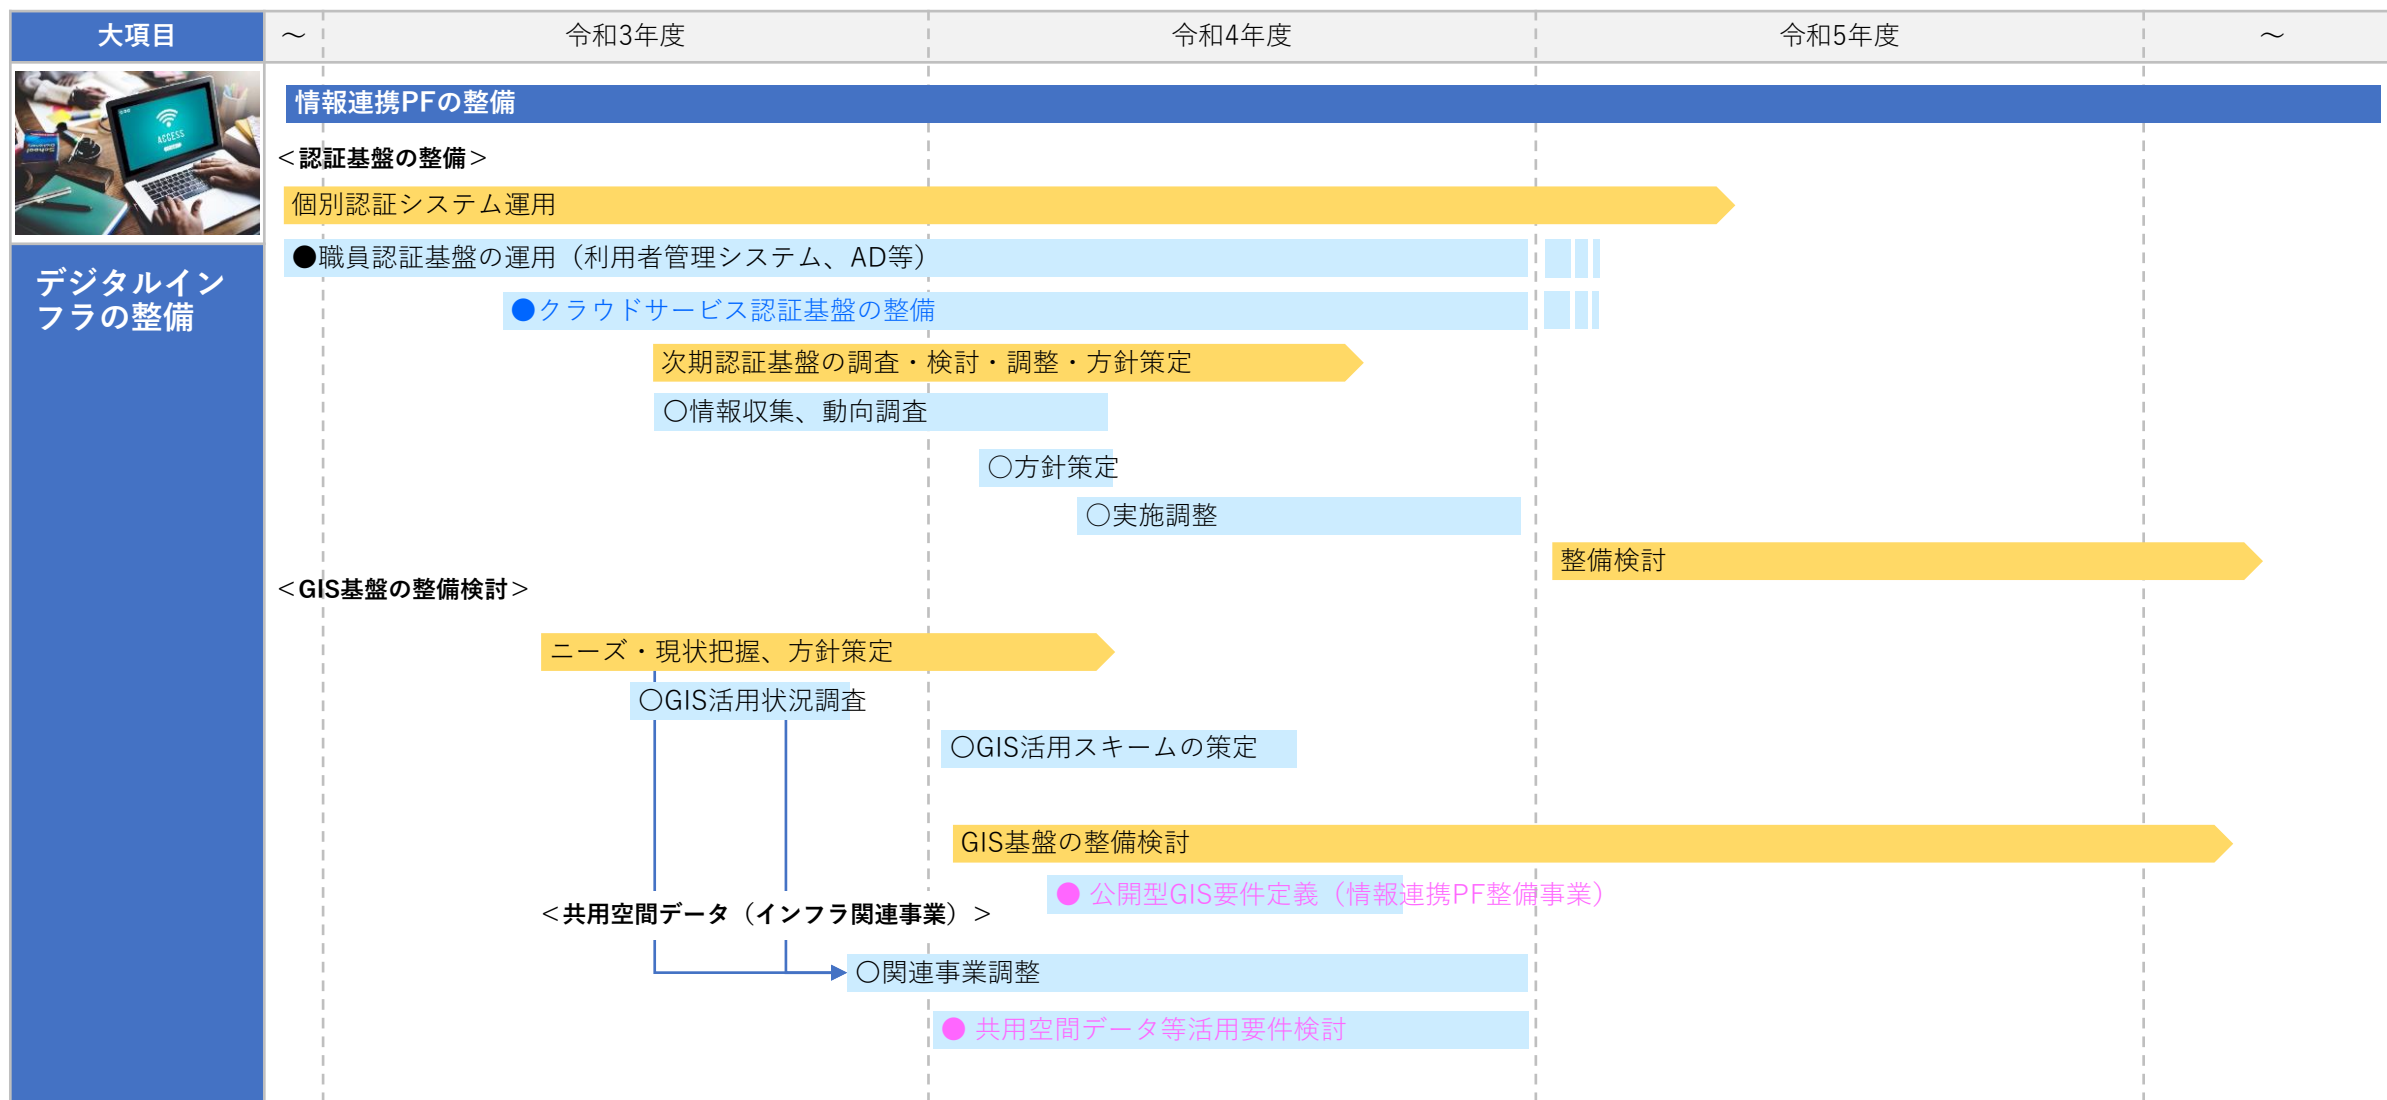 大項目
～
令和3年度
令和4年度
令和5年度
～
ACCESS
デジタルイン
フラの整備
情報連携PFの整備
＜認証基盤の整備＞
個別認証システム運用
●職員認証基盤の運用（利用者管理システム、AD等）
●クラウドサービス認証基盤の整備
次期認証基盤の調査・検討・調整・方針策定
〇情報収集、動向調査
〇方針策定
〇実施調整
整備検討
＜GIS基盤の整備検討＞
ニーズ・現状把握、方針策定
〇GIS活用状況調査
〇GIS活用スキームの策定
GIS基盤の整備検討
● 公開型GIS要件定義（情報連携PF整備事業）
＜共用空間データ（インフラ関連事業）＞
〇関連事業調整
● 共用空間データ等活用要件検討